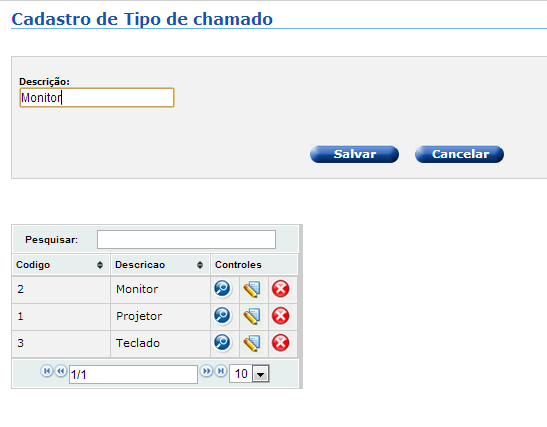 Cadastro de Tipo de chamado
Descrição:
Monitor
Salvar Cancelar
Pesquisar:
Codigo Descricao Controles
2 Monitor
1 Projetor
3 Teclado
1/1 10